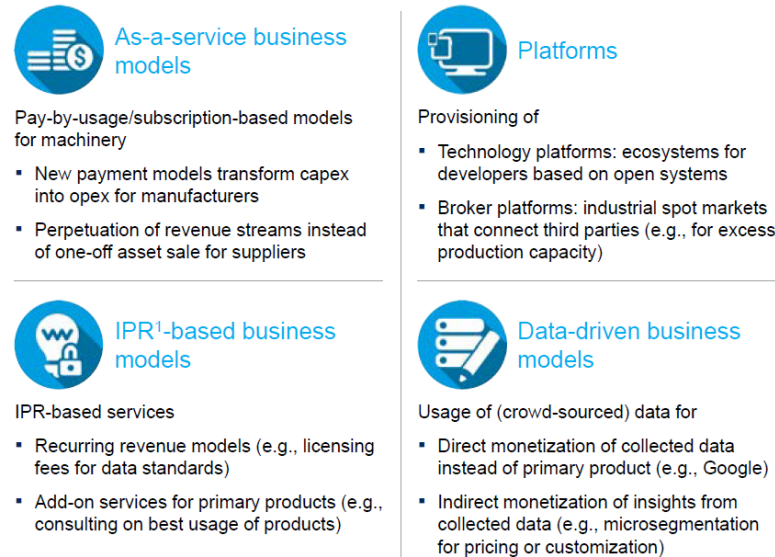 As-a-service business
models
Pay-by-usage/subscription-based models
for machinery
▪ New payment models transform capex
into opex for manufacturers
▪ Perpetuation of revenue streams instead
of one-off asset sale for suppliers
Platforms
Provisioning of
▪ Technology platforms: ecosystems for
developers based on open systems
▪ Broker platforms: industrial spot markets
that connect third parties (e.g., for excess
production capacity)
IPR¹-based business
models
IPR-based services
▪ Recurring revenue models (e.g., licensing
fees for data standards)
▪ Add-on services for primary products (e.g.,
consulting on best usage of products)
Data-driven business
models
Usage of (crowd-sourced) data for
▪ Direct monetization of collected data
instead of primary product (e.g., Google)
▪ Indirect monetization of insights from
collected data (e.g., microsegmentation
for pricing or customization)